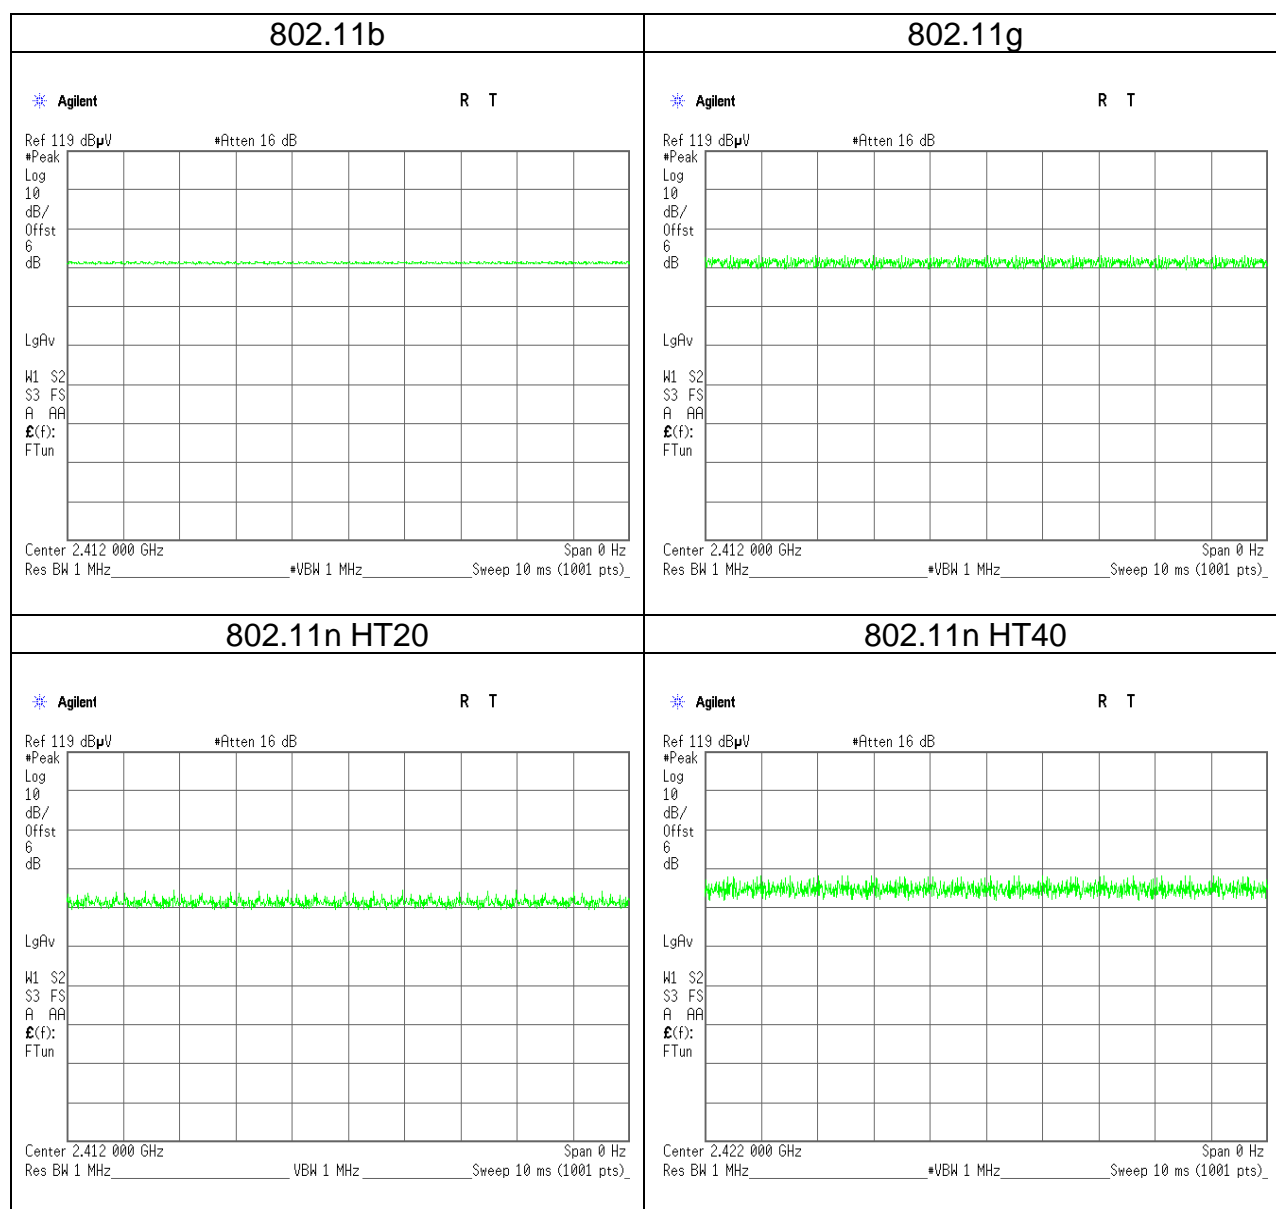 802.11b
802.11g
Agilent
R T
Ref 119 dBµV
#Atten 16 dB
#Peak
Log
10
dB/
Offst
6
dB
LgAv
W1 S2
S3 FS
A AA
£(f):
FTun
Center 2.412 000 GHz
Span 0 Hz
Res BW 1 MHz
#VBW 1 MHz
Sweep 10 ms (1001 pts)
Agilent
R T
Ref 119 dBµV
#Atten 16 dB
#Peak
Log
10
dB/
Offst
6
dB
LgAv
W1 S2
S3 FS
A AA
£(f):
FTun
Center 2.412 000 GHz
Span 0 Hz
Res BW 1 MHz
#VBW 1 MHz
Sweep 10 ms (1001 pts)
802.11n HT20
802.11n HT40
Agilent
R T
Ref 119 dBµV
#Atten 16 dB
#Peak
Log
10
dB/
Offst
6
dB
LgAv
W1 S2
S3 FS
A AA
£(f):
FTun
Center 2.412 000 GHz
Span 0 Hz
Res BW 1 MHz
VBW 1 MHz
Sweep 10 ms (1001 pts)
Agilent
R T
Ref 119 dBµV
#Atten 16 dB
#Peak
Log
10
dB/
Offst
6
dB
LgAv
W1 S2
S3 FS
A AA
£(f):
FTun
Center 2.422 000 GHz
Span 0 Hz
Res BW 1 MHz
#VBW 1 MHz
Sweep 10 ms (1001 pts)